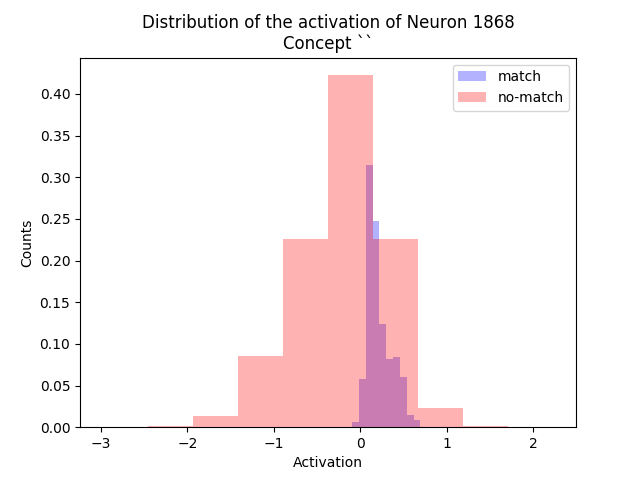 Distribution of the activation of Neuron 1868
Concept ``
match
no-match
0.40
0.35
0.30
0.25
0.20
0.15
0.10
0.05
0.00
Counts
−3
−2
−1
0
1
2
Activation